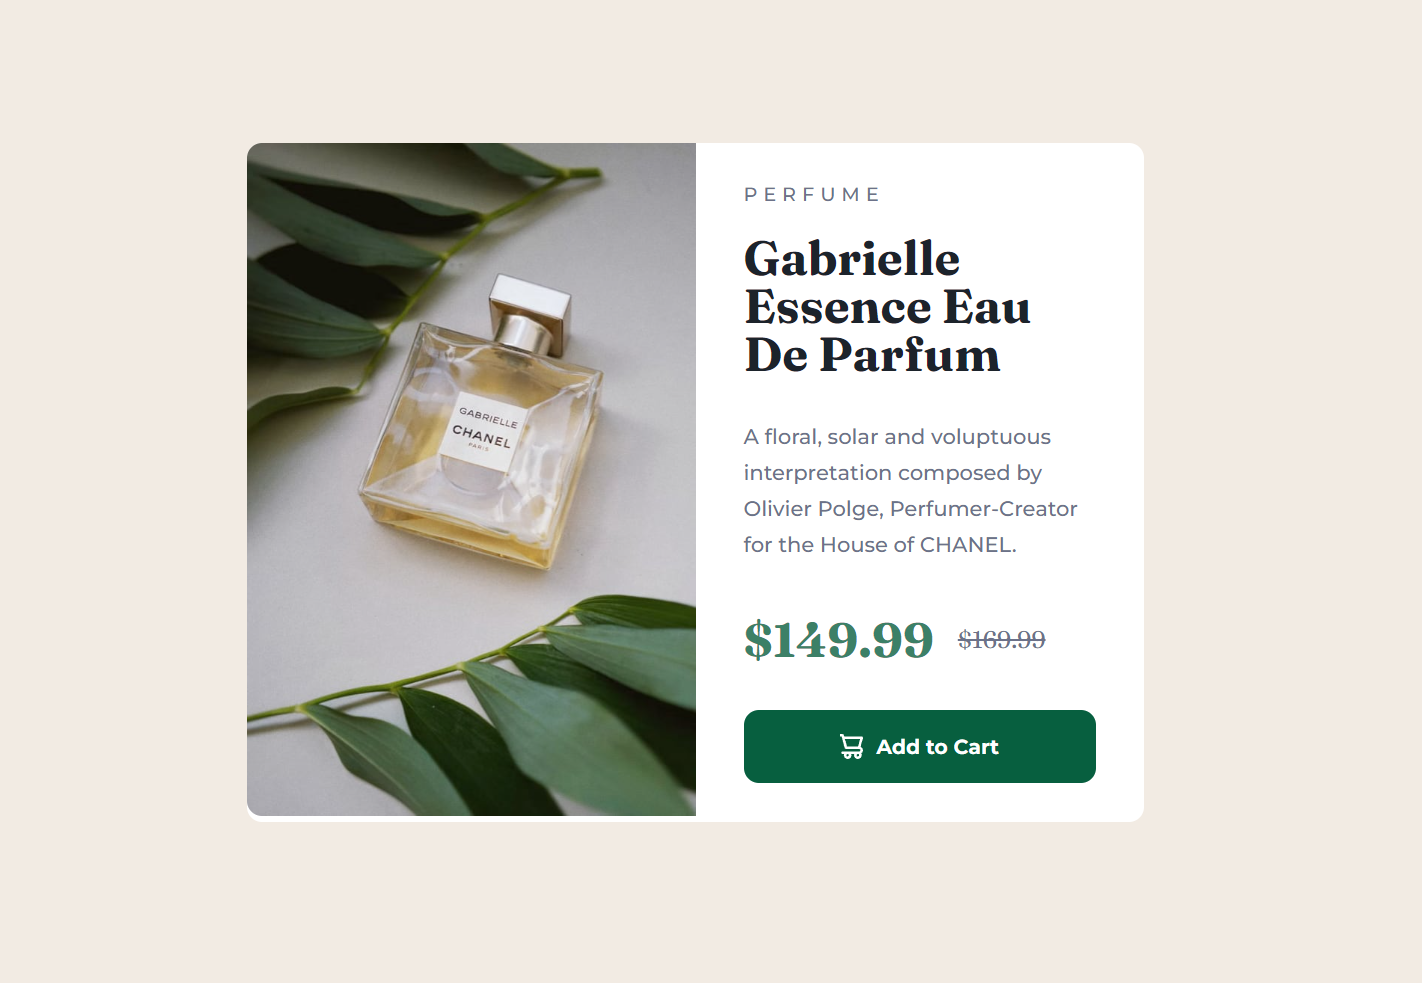 GABRIELLE
CHANEL
PARIS
PERFUME
Gabrielle
Essence Eau
De Parfum
A floral, solar and voluptuous
interpretation composed by
Olivier Polge, Perfumer-Creator
for the House of CHANEL.
$149.99 $169.99
Add to Cart